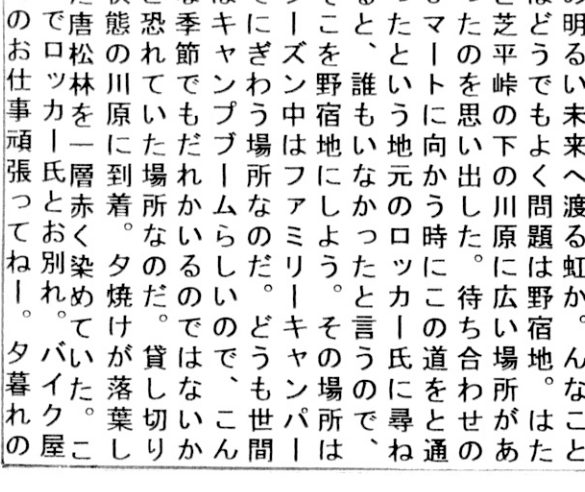 の明るい未来へ渡る虹か。んなこと
はどうでもよく問題は野宿地。はた
と芝平峠の下の川原に広い場所があ
ったのを思い出した。待ち合わせの
マートに向かう時にこの道をと通
ったという地元のロッカー氏に尋ね
ると、誰もいなかったと言うので、
そこを野宿地にしよう。その場所は
ーズン中はファミリーキャンパー
でにぎわう場所なのだ。どうも世間
はキャンプブームらしいので、こん
な季節でもだれかいるのではないか
と恐れていた場所なのだ。貸し切り
状態の川原に到着。夕焼けが落葉し
た唐松林を一層赤く染めていた。こ
でロッカー氏とお別れ。バイク屋
のお仕事頑張ってねー。夕暮れの